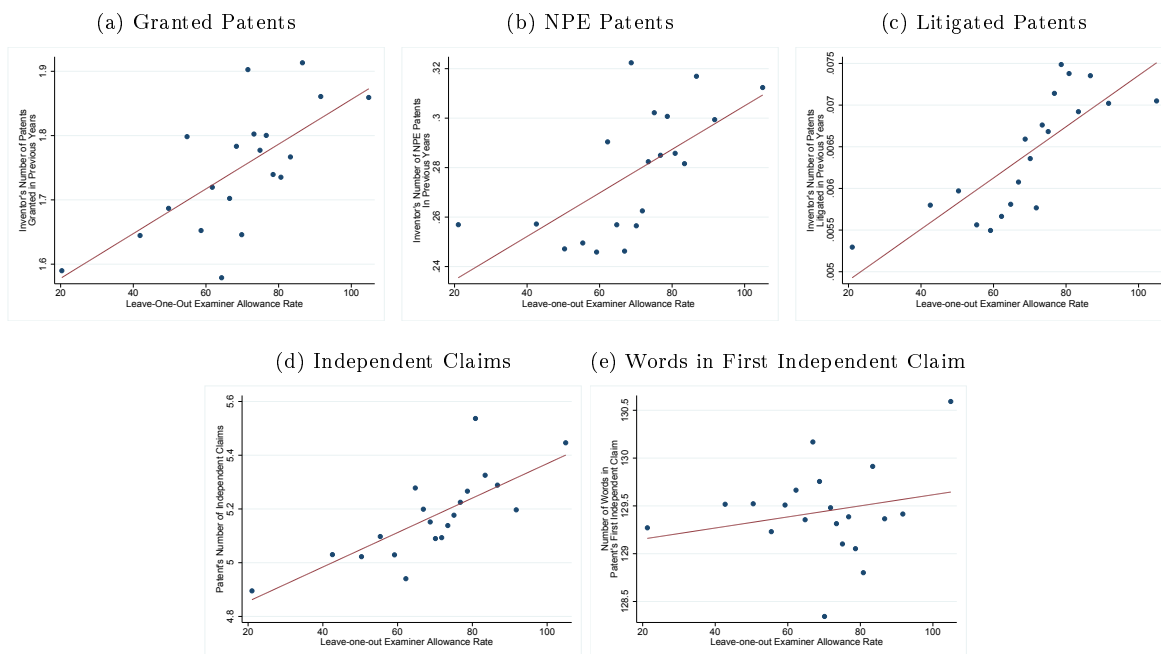 (a) Granted Patents
(b) NPE Patents
(c) Litigated Patents
Inventor's Number of Patents
Granted in Previous Years
1.6
1.7
1.8
1.9
20
40
60
80
100
Leave-One-Out Examiner Allowance Rate
Inventor's Number of NPE Patents
In Previous Years
.24
.26
.28
.3
.32
20
40
60
80
100
Leave-one-out Examiner Allowance Rate
Inventor's Number of Patents
Litigated in Previous Years
.005
.0055
.006
.0065
.007
.0075
20
40
60
80
100
Leave-one-out Examiner Allowance Rate
(d) Independent Claims
(e) Words in First Independent Claim
Patent's Number of Independent Claims
4.8
5
5.2
5.4
5.6
20
40
60
80
100
Leave-one-out Examiner Allowance Rate
Number of Words in
Patent's First Independent Claim
128.5
129
129.5
130
130.5
20
40
60
80
100
Leave-one-out Examiner Allowance Rate